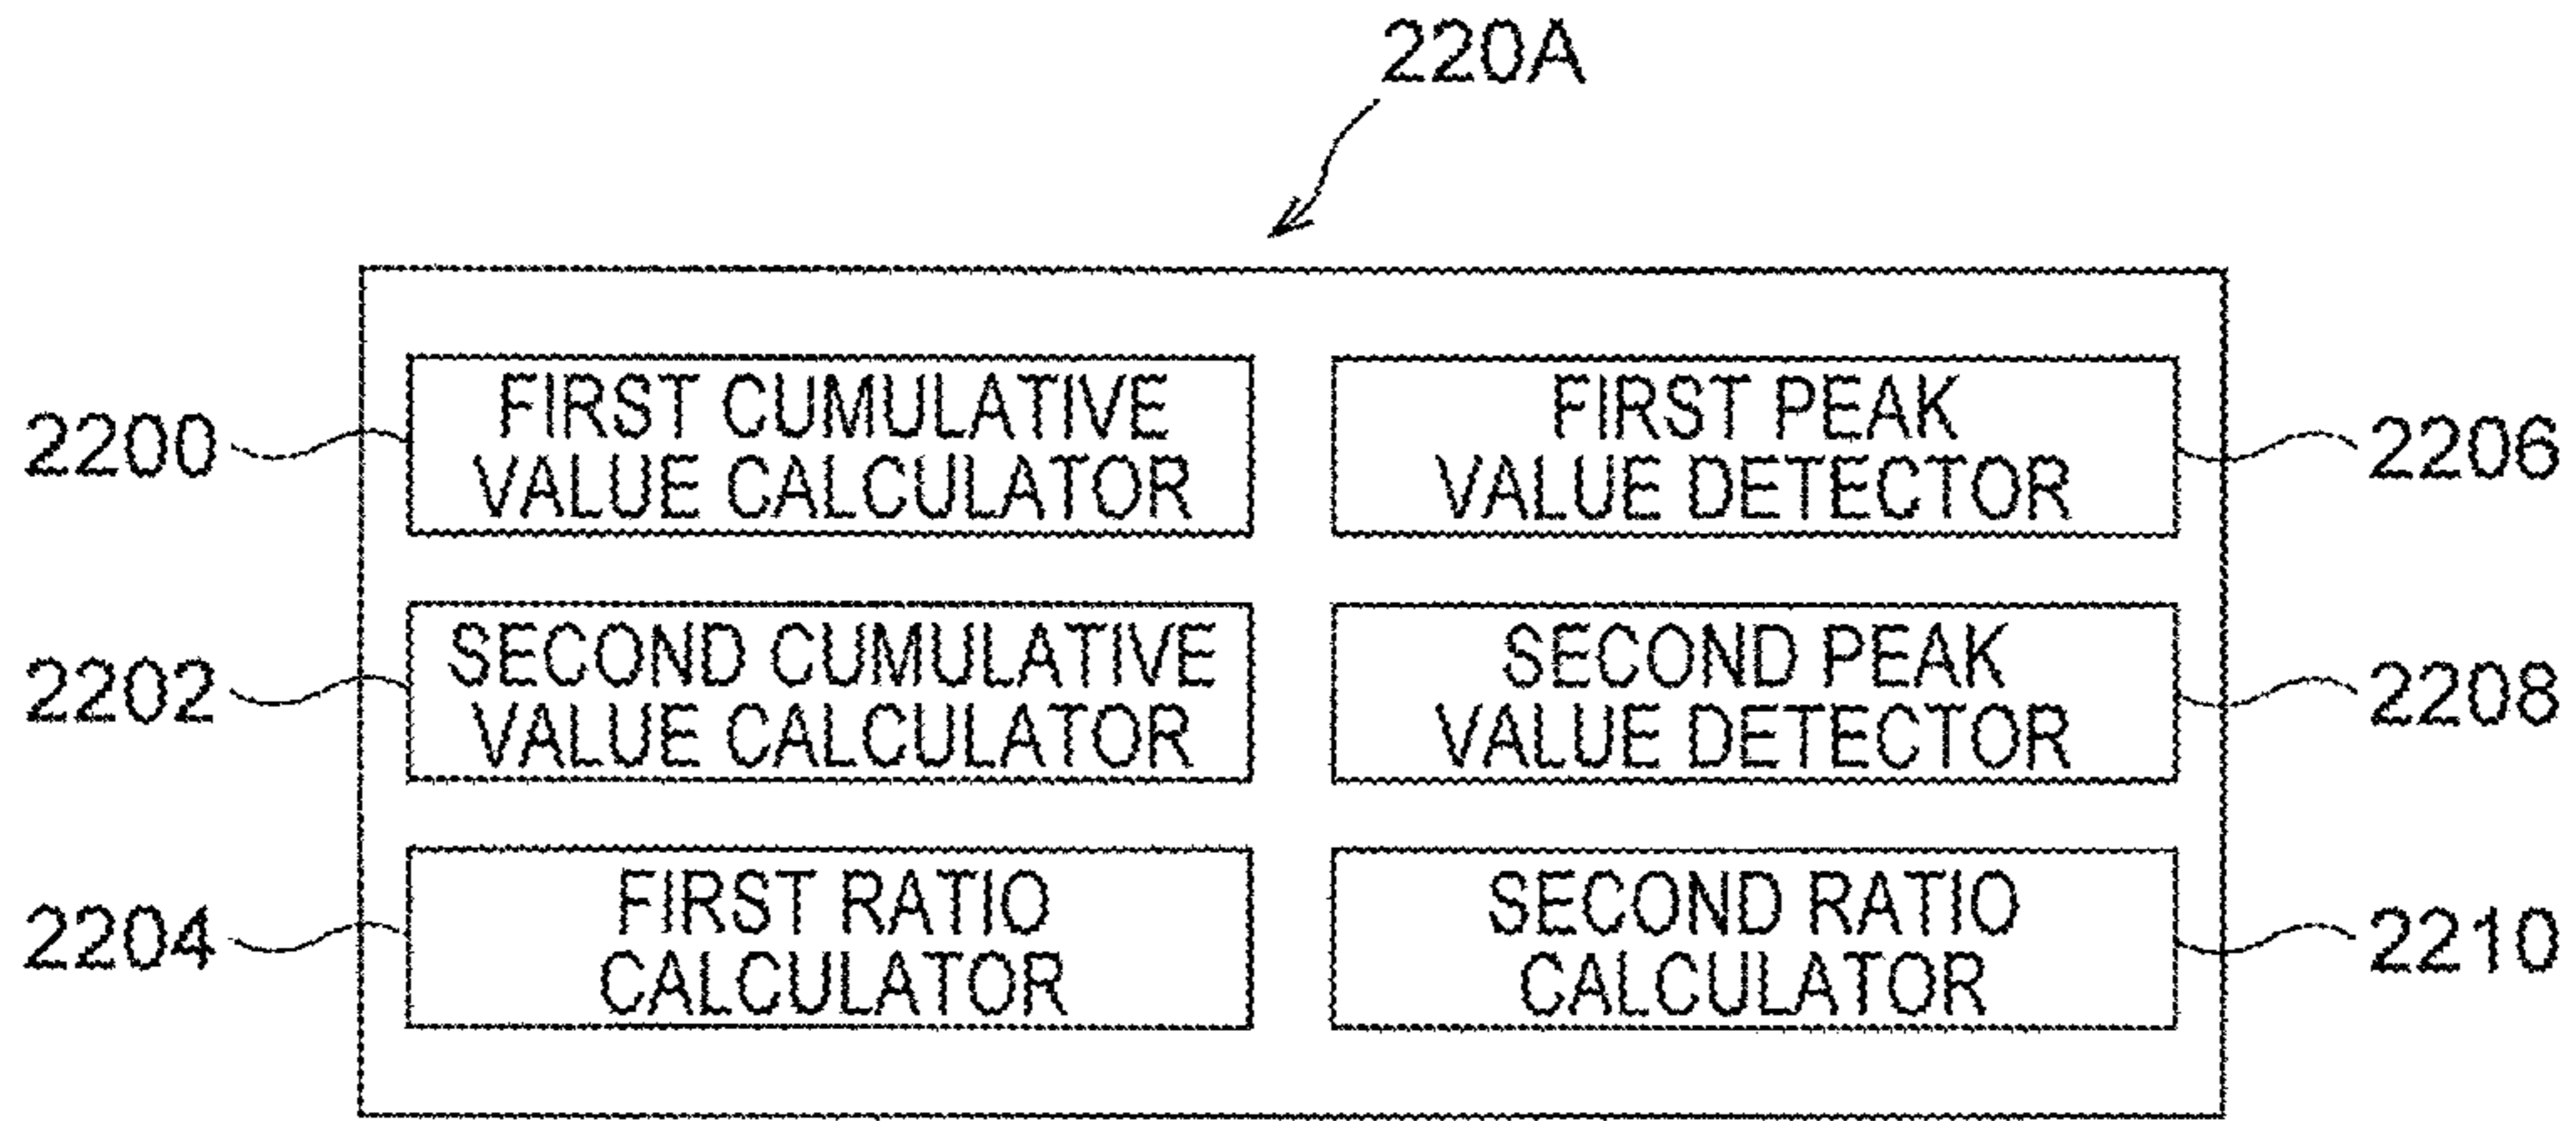 220A
2200
FIRST CUMULATIVE
VALUE CALCULATOR
FIRST PEAK
VALUE DETECTOR
2206
2202
SECOND CUMULATIVE
VALUE CALCULATOR
SECOND PEAK
VALUE DETECTOR
2208
2204
FIRST RATIO
CALCULATOR
SECOND RATIO
CALCULATOR
2210